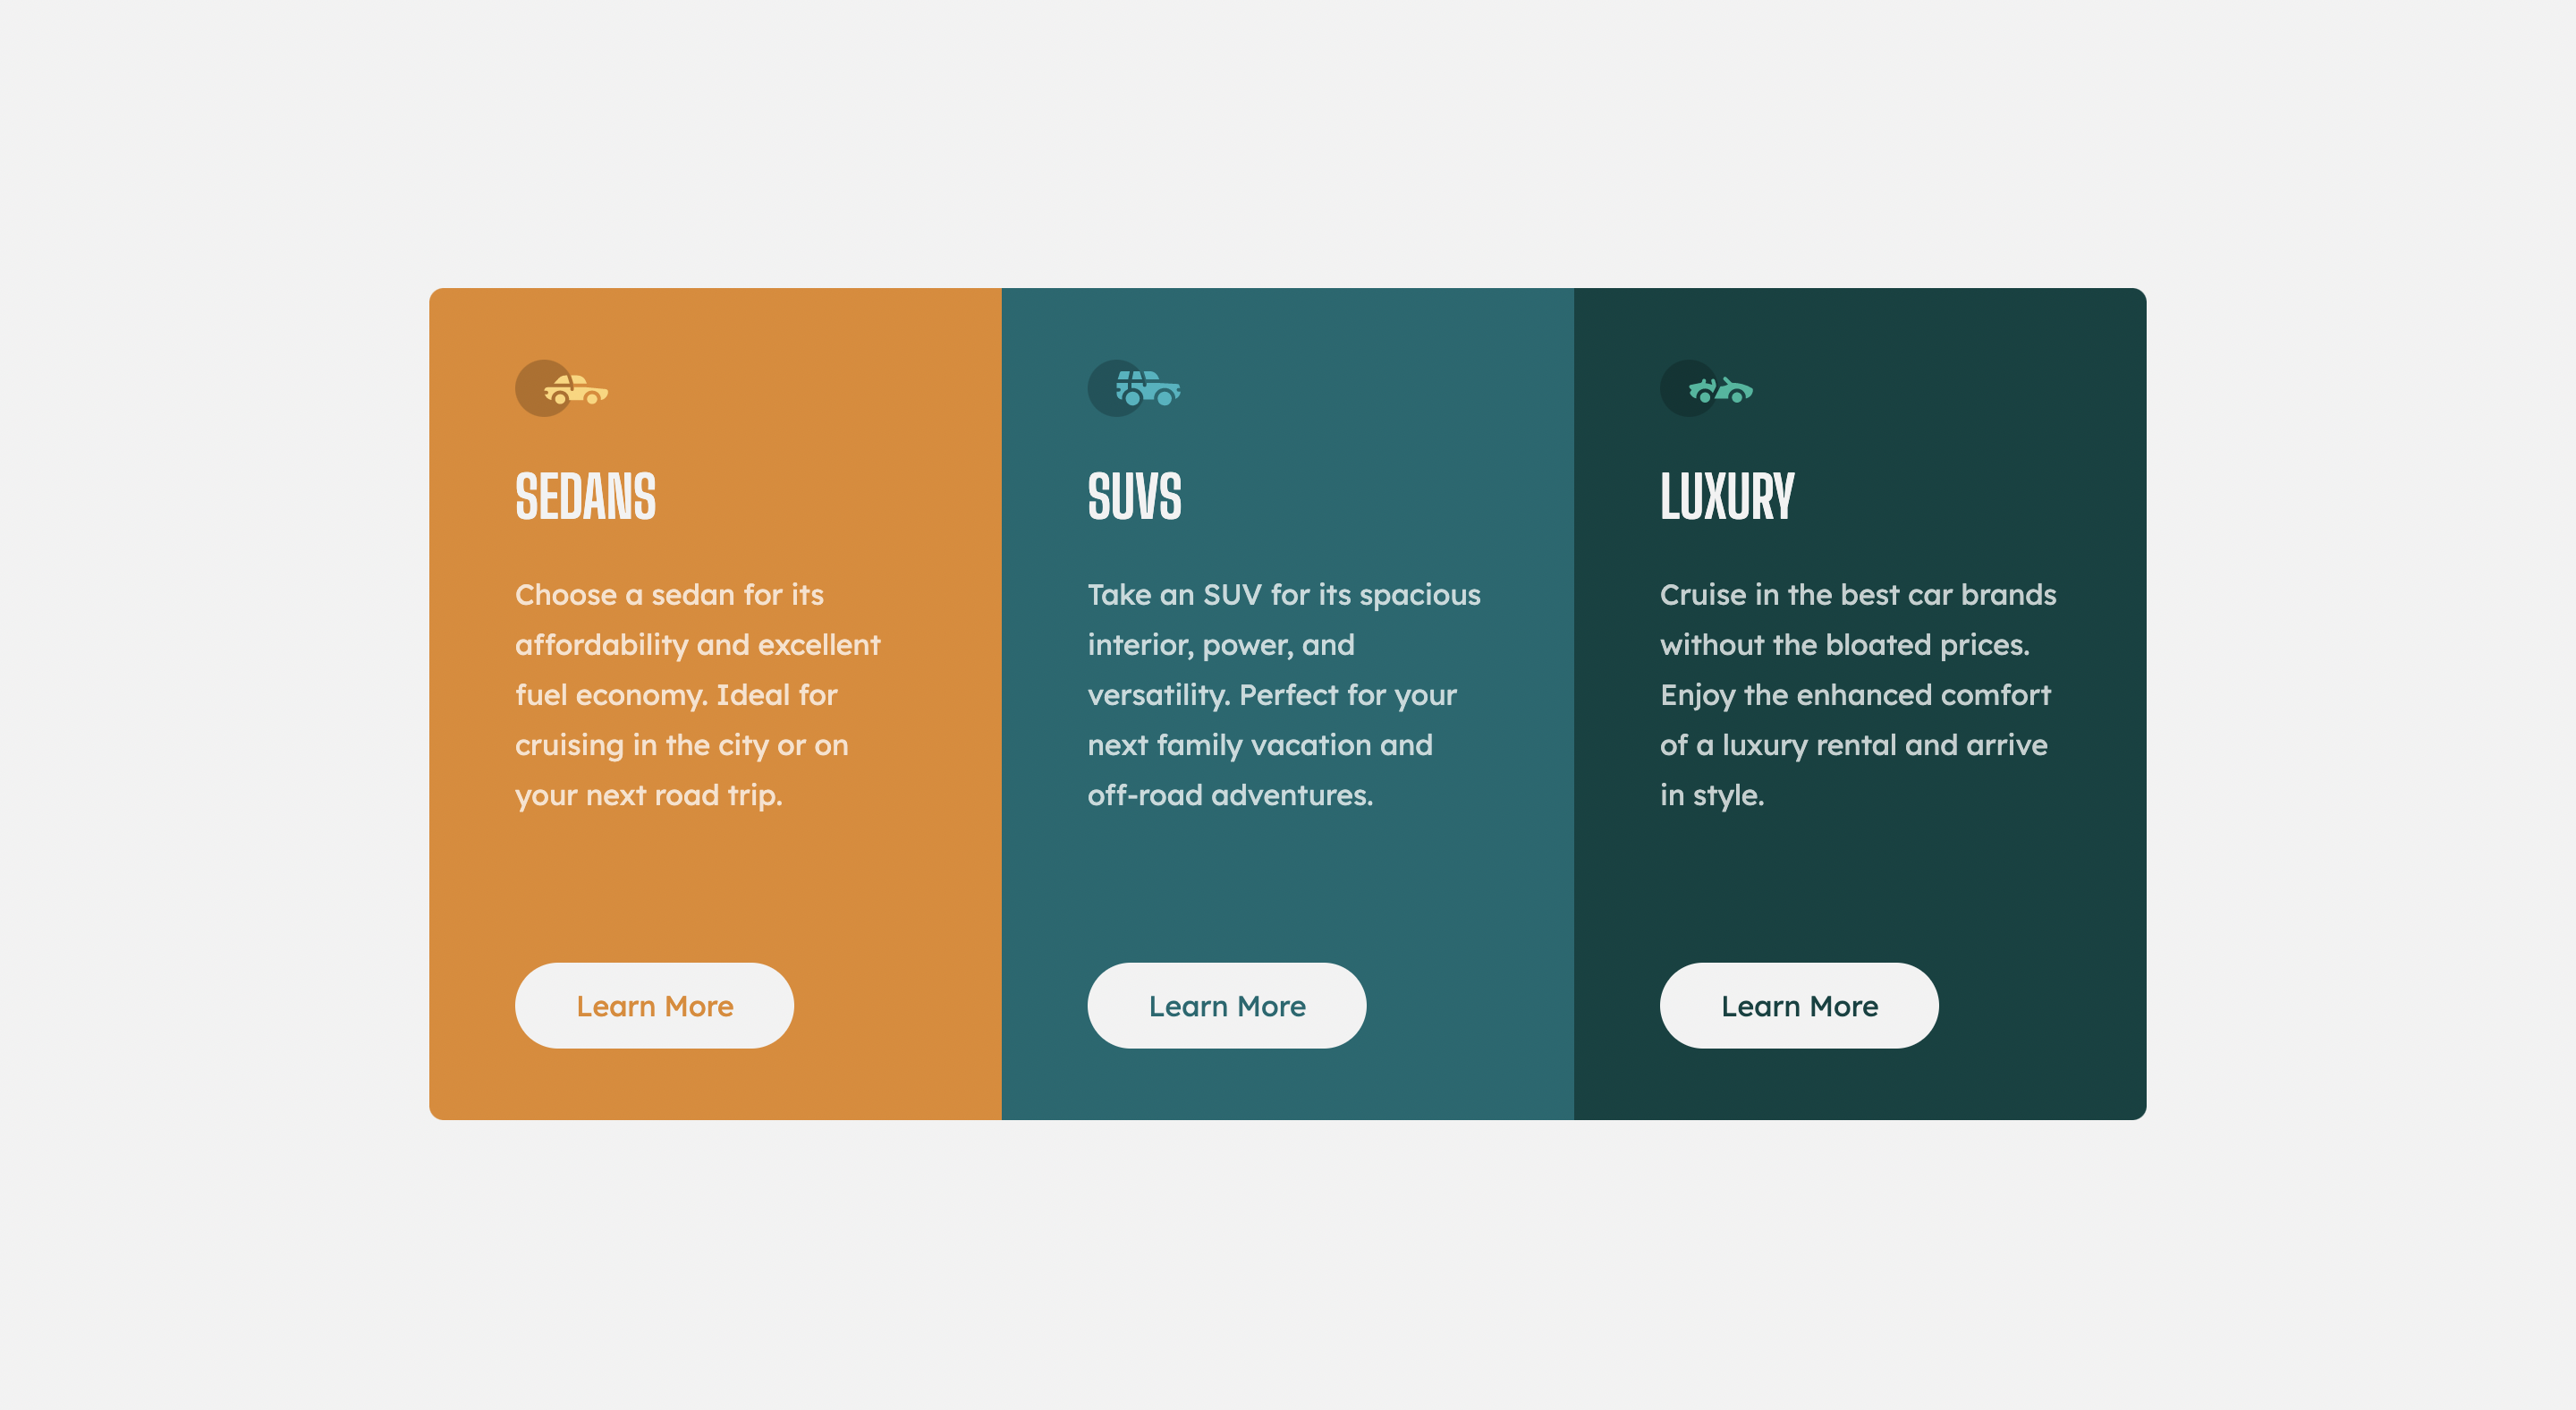 SEDANS
Choose a sedan for its
affordability and excellent
fuel economy. Ideal for
cruising in the city or on
your next road trip.
Learn More
SUVS
Take an SUV for its spacious
interior, power, and
versatility. Perfect for your
next family vacation and
off-road adventures.
Learn More
LUXURY
Cruise in the best car brands
without the bloated prices.
Enjoy the enhanced comfort
of a luxury rental and arrive
in style.
Learn More